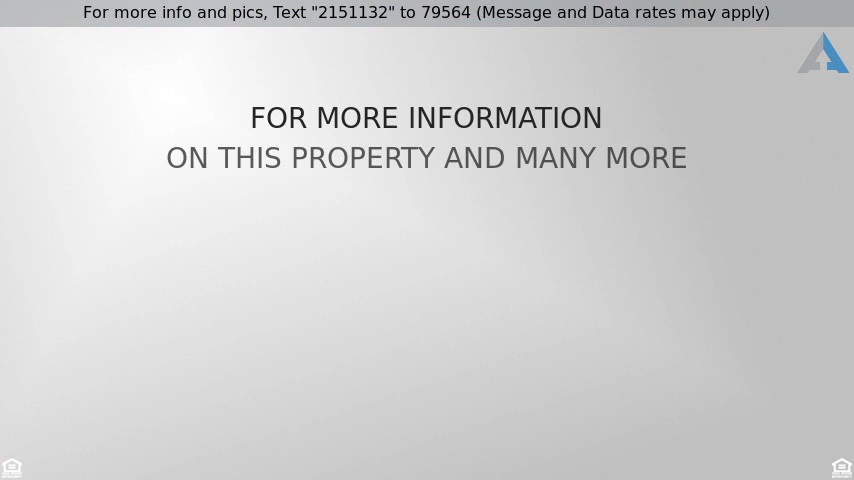 For more info and pics, Text "2151132" to 79564 (Message and Data rates may apply)
FOR MORE INFORMATION
ON THIS PROPERTY AND MANY MORE